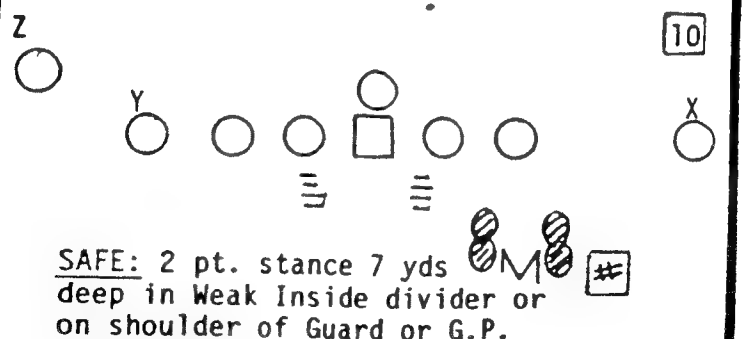 Z
10
Y
X
SAFE: 2 pt. stance 7 yds
M
#
deep in Weak Inside divider or
on shoulder of Guard or G.P.